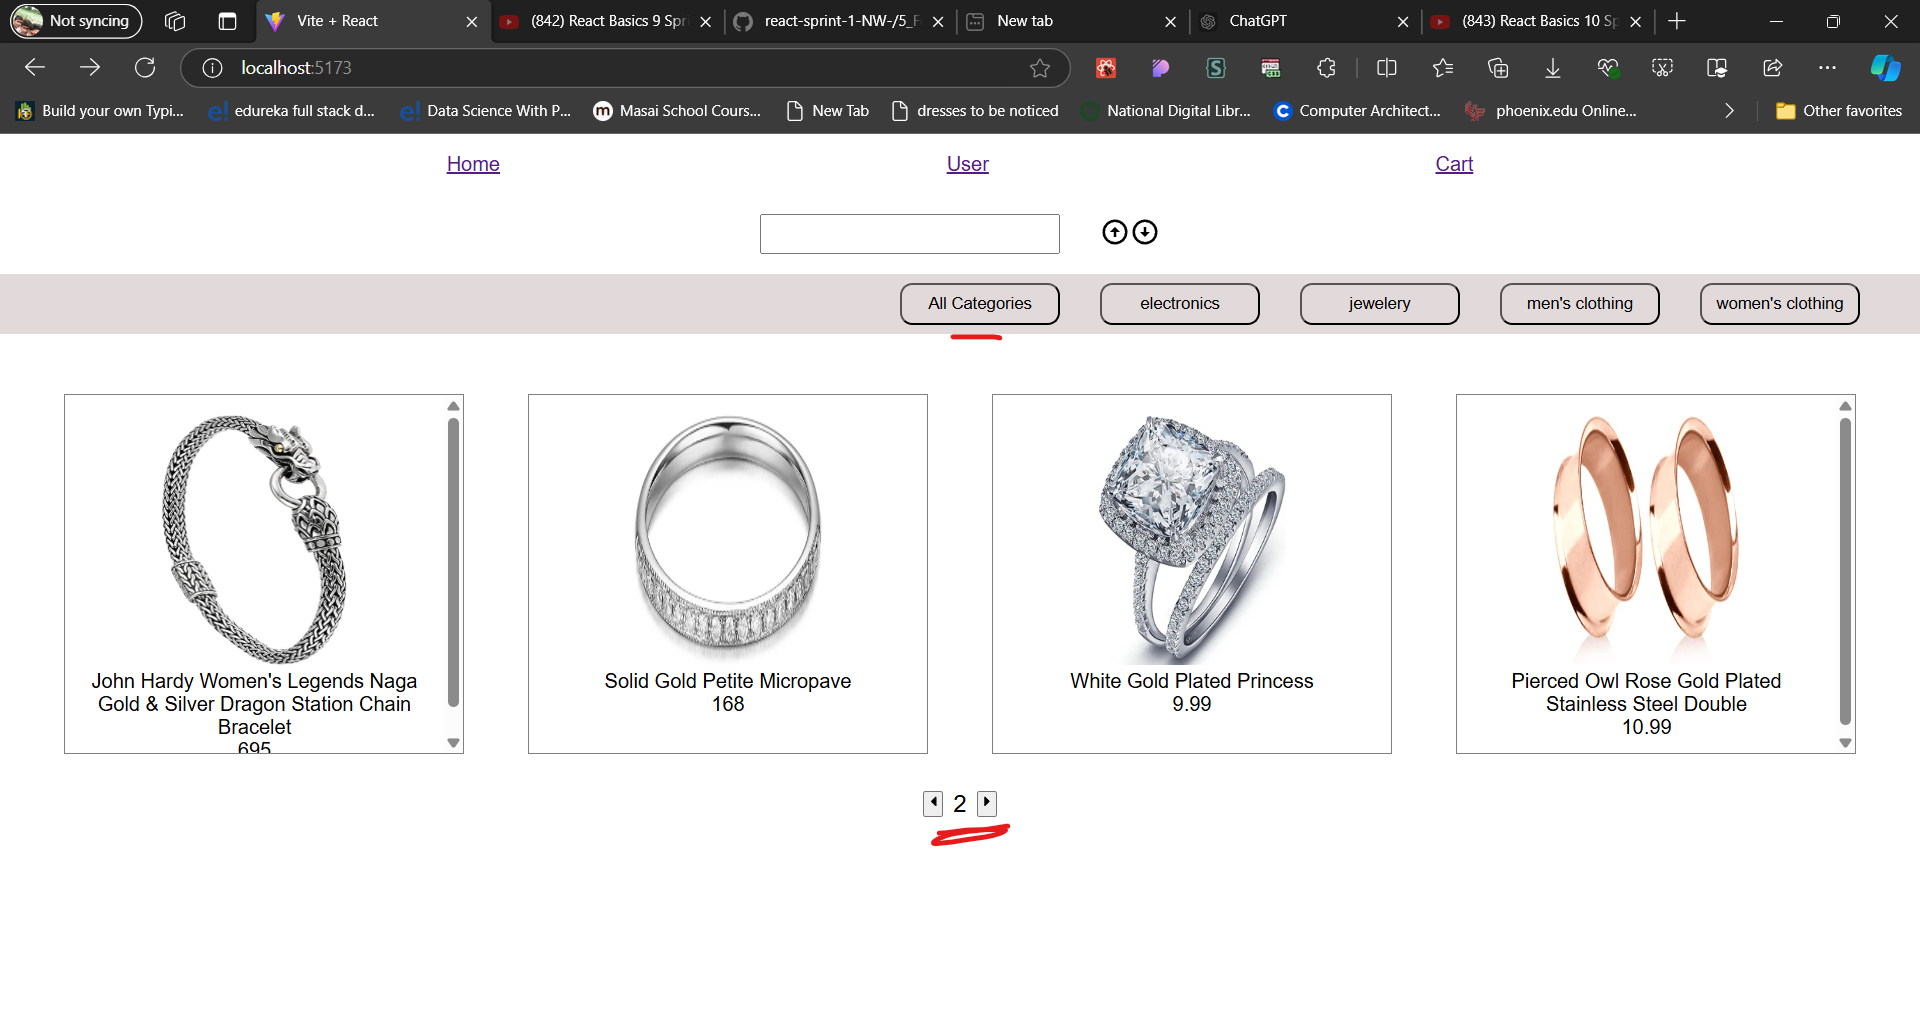 Not syncing
Vite + React
(842) React Basics 9 Spri
react-sprint-1-NW-/5_F
New tab
ChatGPT
(843) React Basics 10 Sp
localhost:5173
Build your own Typi...
edureka full stack d...
Data Science With P...
Masai School Cours...
New Tab
dresses to be noticed
National Digital Libr...
Computer Architect...
phoenix.edu Online...
Other favorites
Home
User
Cart
All Categories
electronics
jewelery
men's clothing
women's clothing
John Hardy Women's Legends Naga
Gold & Silver Dragon Station Chain
Bracelet
695
Solid Gold Petite Micropave
168
White Gold Plated Princess
9.99
Pierced Owl Rose Gold Plated
Stainless Steel Double
10.99
2